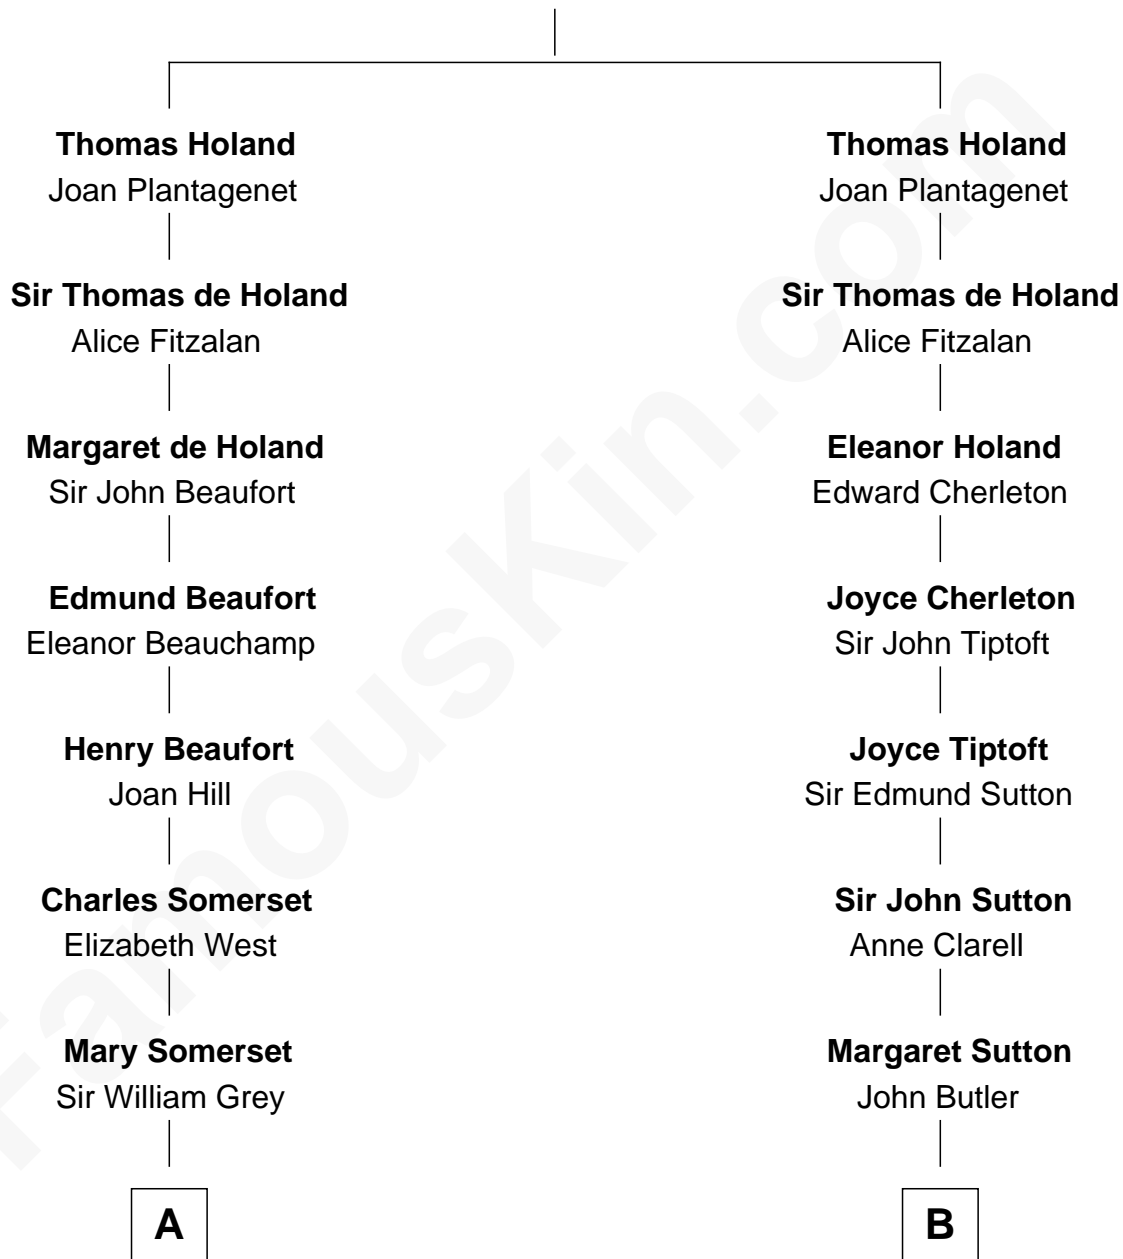 Thomas Holand
Joan Plantagenet
Sir Thomas de Holand
Alice Fitzalan
Margaret de Holand
Sir John Beaufort
Edmund Beaufort
Eleanor Beauchamp
Henry Beaufort
Joan Hill
Charles Somerset
Elizabeth West
Mary Somerset
Sir William Grey
A
Thomas Holand
Joan Plantagenet
Sir Thomas de Holand
Alice Fitzalan
Eleanor Holand
Edward Cherleton
Joyce Cherleton
Sir John Tiptoft
Joyce Tiptoft
Sir Edmund Sutton
Sir John Sutton
Anne Clarell
Margaret Sutton
John Butler
B
FamousKin.com